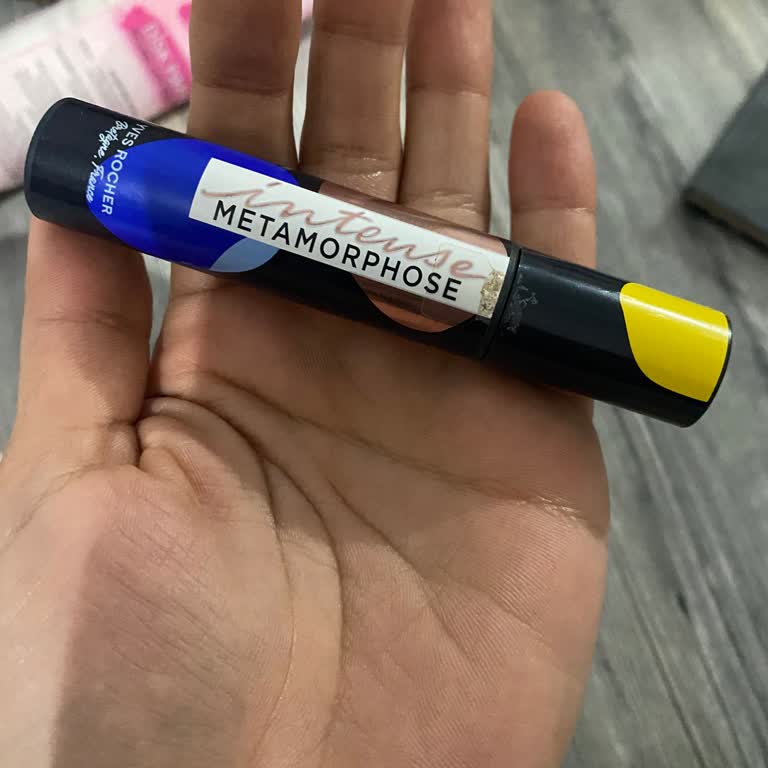 YVES ROCHER
Bretagne, France
intense
METAMORPHOSE